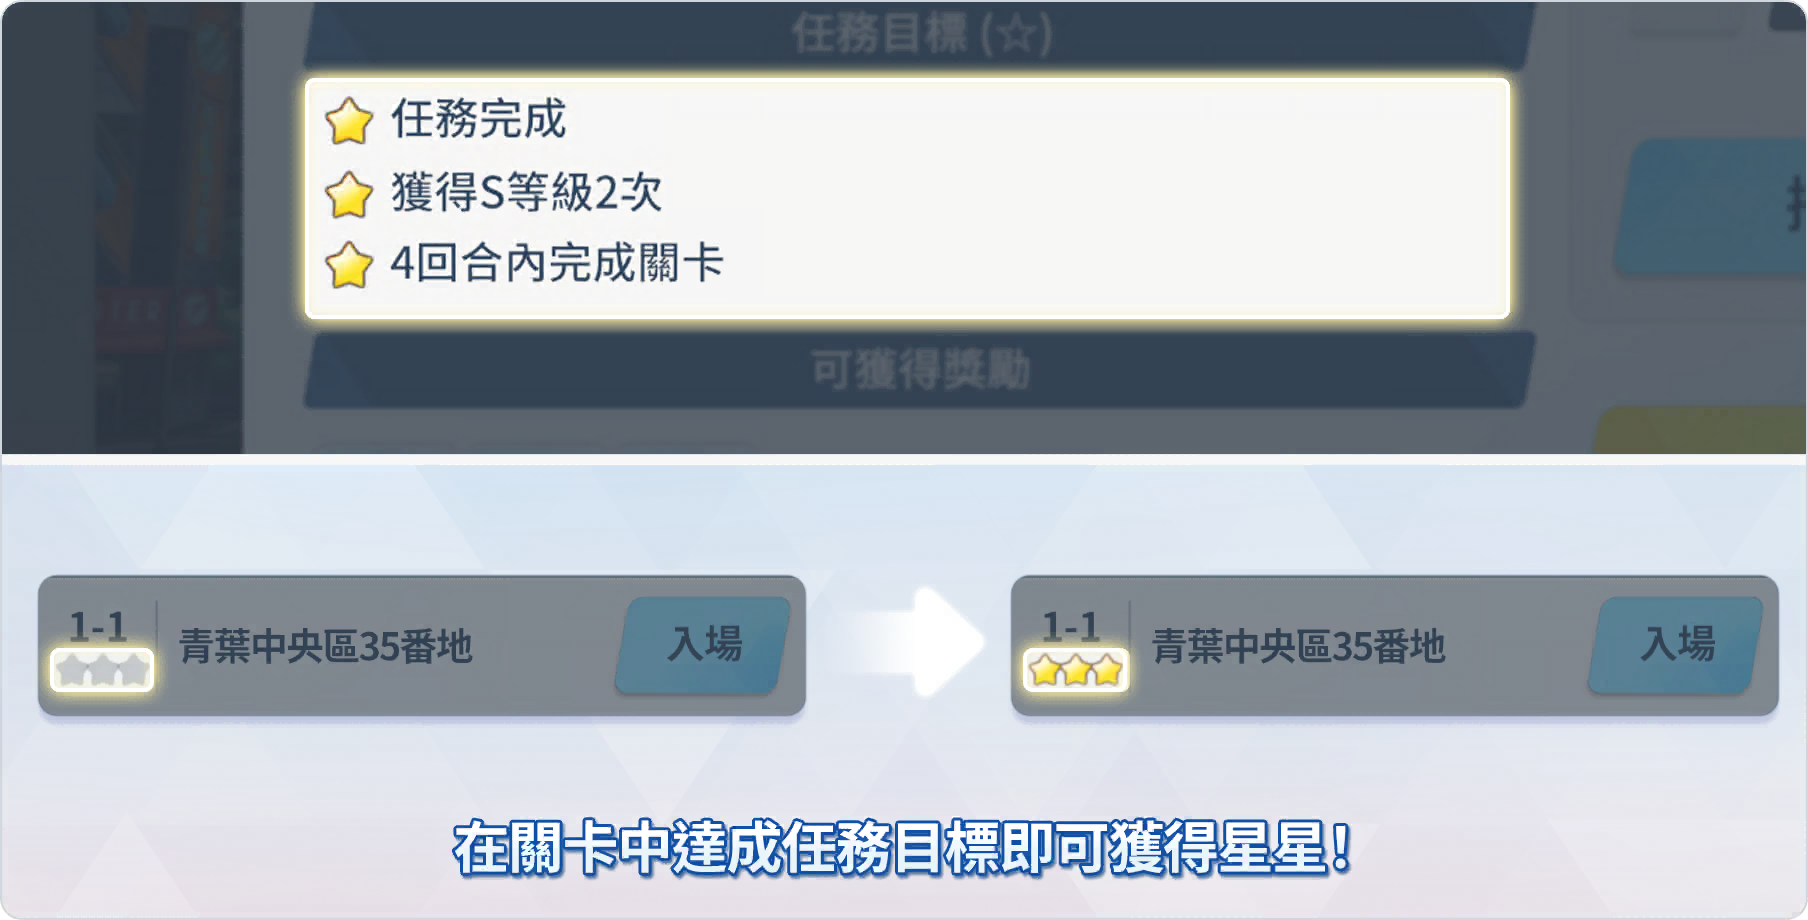 任務目標 (☆)
任務完成
獲得S等級2次
4回合內完成關卡
可獲得獎勵
1-1
青葉中央區35番地
入場
1-1
青葉中央區35番地
入場
在關卡中達成任務目標即可獲得星星!